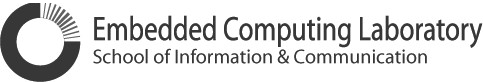 Embedded Computing Laboratory
School of Information & Communication